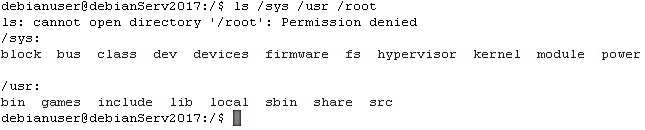 debianuser@debianServ2017:/$ ls /sys /usr /root
ls: cannot open directory '/root': Permission denied
/sys:
block  bus  class  dev  devices  firmware  fs  hypervisor  kernel  module  power

/usr:
bin  games  include  lib  local  sbin  share  src
debianuser@debianServ2017:/$